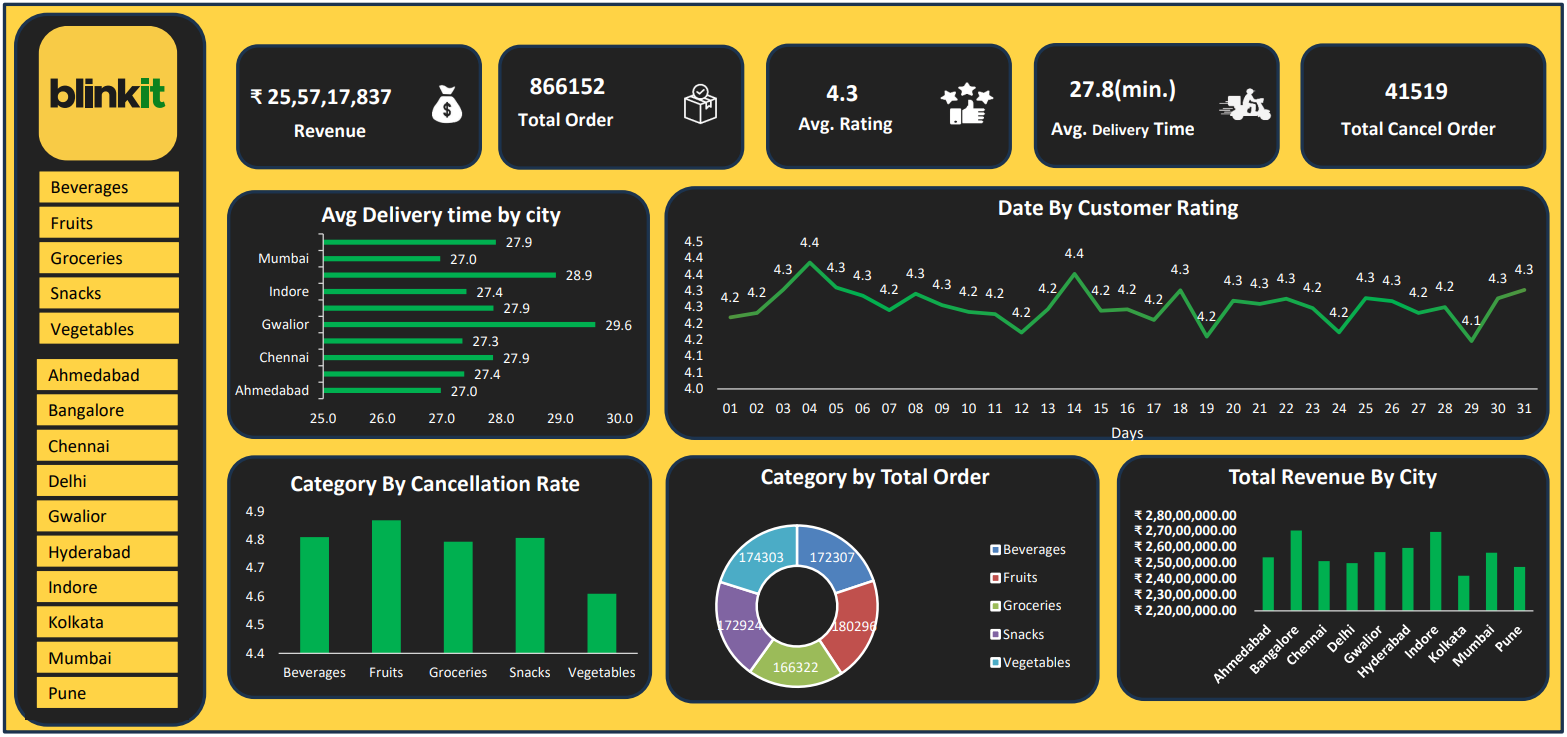 blinkit
Beverages
Fruits
Groceries
Snacks
Vegetables
Ahmedabad
Bangalore
Chennai
Delhi
Gwalior
Hyderabad
Indore
Kolkata
Mumbai
Pune
₹ 25,57,17,837
Revenue
$
866152
Total Order
4.3
Avg. Rating
27.8(min.)
Avg. Delivery Time
41519
Total Cancel Order
Avg Delivery time by city
27.9
Mumbai 27.0
28.9
Indore 27.4
27.9
Gwalior 29.6
27.3
Chennai 27.9
27.4
Ahmedabad 27.0
25.0 26.0 27.0 28.0 29.0 30.0
Date By Customer Rating
4.5
4.4
4.4
4.3
4.3
4.2
4.2
4.1
4.1
4.0
4.2 4.2 4.3 4.4 4.3 4.3 4.2 4.3 4.3 4.2 4.2 4.2 4.2 4.4 4.2 4.2 4.2 4.3 4.2 4.3 4.3 4.3 4.3 4.2 4.3 4.3 4.2 4.2 4.1 4.3 4.3
01 02 03 04 05 06 07 08 09 10 11 12 13 14 15 16 17 18 19 20 21 22 23 24 25 26 27 28 29 30 31
Days
Category By Cancellation Rate
4.9
4.8
4.7
4.6
4.5
4.4
Beverages Fruits Groceries Snacks Vegetables
Category by Total Order
174303 172307
172924 180296
166322
Beverages
Fruits
Groceries
Snacks
Vegetables
Total Revenue By City
₹ 2,80,00,000.00
₹ 2,70,00,000.00
₹ 2,60,00,000.00
₹ 2,50,00,000.00
₹ 2,40,00,000.00
₹ 2,30,00,000.00
₹ 2,20,00,000.00
Ahmedabad Bangalore Chennai Delhi Gwalior Hyderabad Indore Kolkata Mumbai Pune